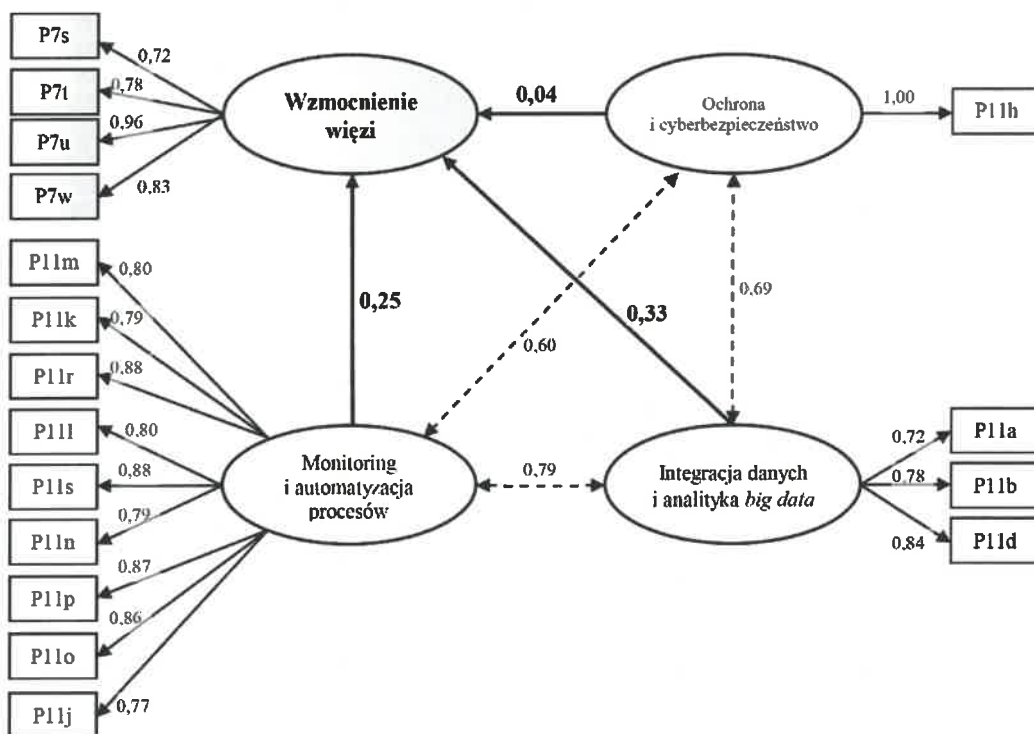 P7s
0,72
P7t
0,78
P7u
0,96
P7w
0,83
Wzmocnienie
więzi
0,04
Ochrona
i cyberbezpieczeństwo
1,00
P11h
P11m
0,80
P11k
0,79
P11r
0,88
P11l
0,80
P11s
0,88
P11n
0,79
P11p
0,87
P11o
0,86
P11j
0,77
0,25
0,60
0,33
0,69
Monitoring
i automatyzacja
procesów
0,79
Integracja danych
i analityka big data
0,72
P11a
0,78
P11b
0,84
P11d